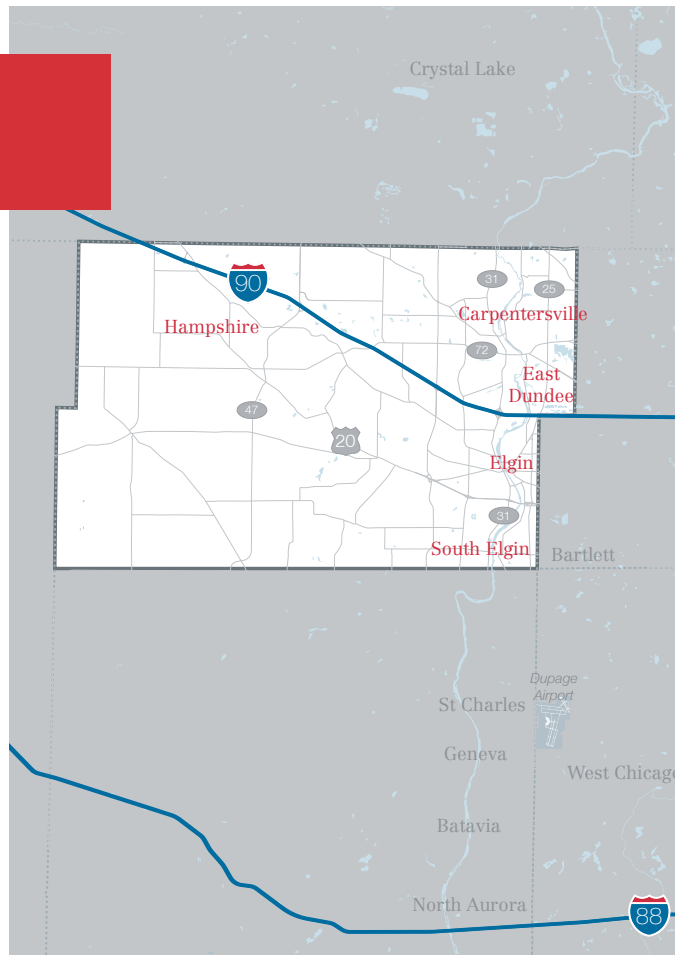 Crystal Lake
31
90
25
Carpentersville
Hampshire
72
East
Dundee
47
20
Elgin
31
South Elgin
Bartlett
Dupage
Airport
St Charles
Geneva
West Chicago
Batavia
North Aurora
88